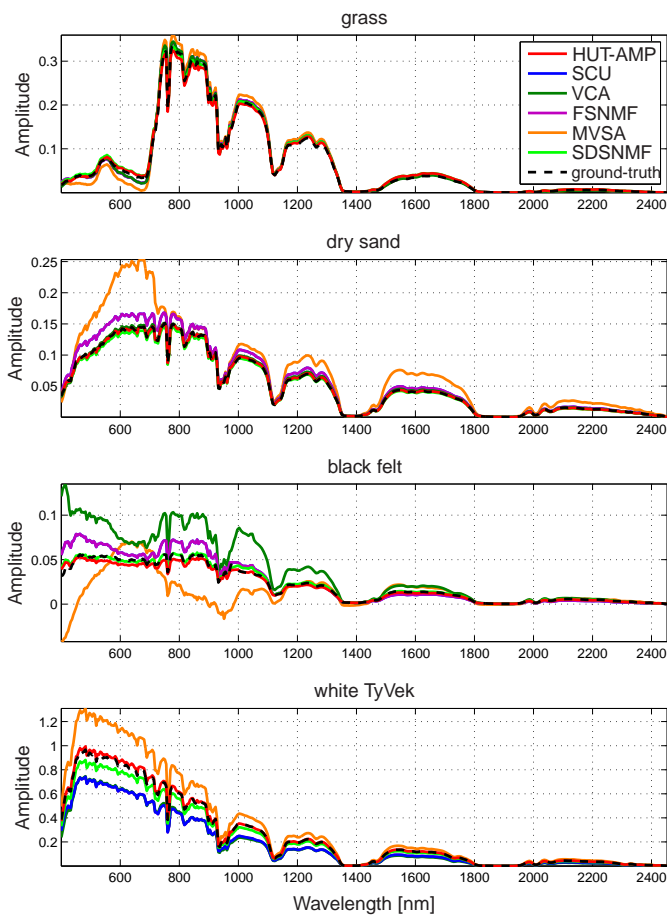 grass
Amplitude
0.3
0.2
0.1
600 800 1000 1200 1400 1600 1800 2000 2200 2400
HUT-AMP
SCU
VCA
FSNMF
MVSA
SDSNMF
ground-truth
dry sand
Amplitude
0.25
0.2
0.15
0.1
0.05
600 800 1000 1200 1400 1600 1800 2000 2200 2400
black felt
Amplitude
0.1
0.05
0
600 800 1000 1200 1400 1600 1800 2000 2200 2400
white TyVek
Amplitude
1.2
1
0.8
0.6
0.4
0.2
600 800 1000 1200 1400 1600 1800 2000 2200 2400
Wavelength [nm]